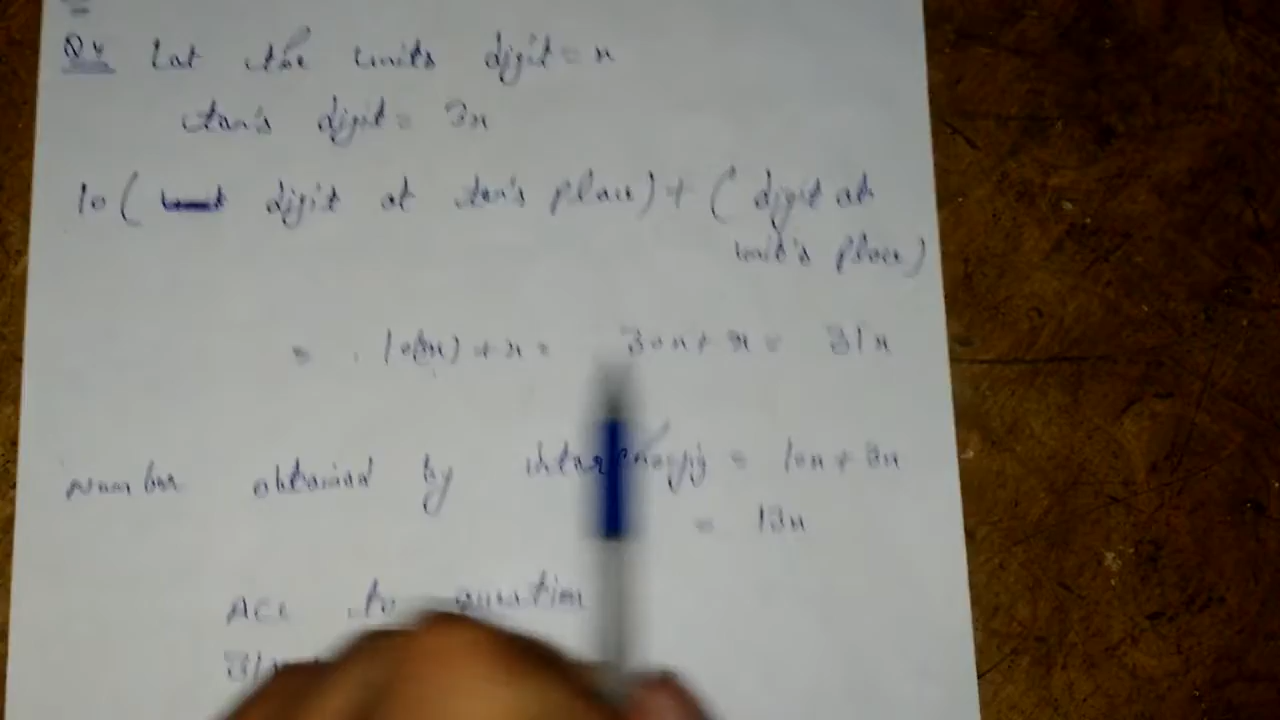 Q4 Let the units digit = x
ten's digit = 3x
10 ( digit at ten's place) + ( digit at
unit's place)
= 10(3x) + x = 30x + x = 31x
Number obtained by = 10x + 3x
= 13x
ACC to question
31x